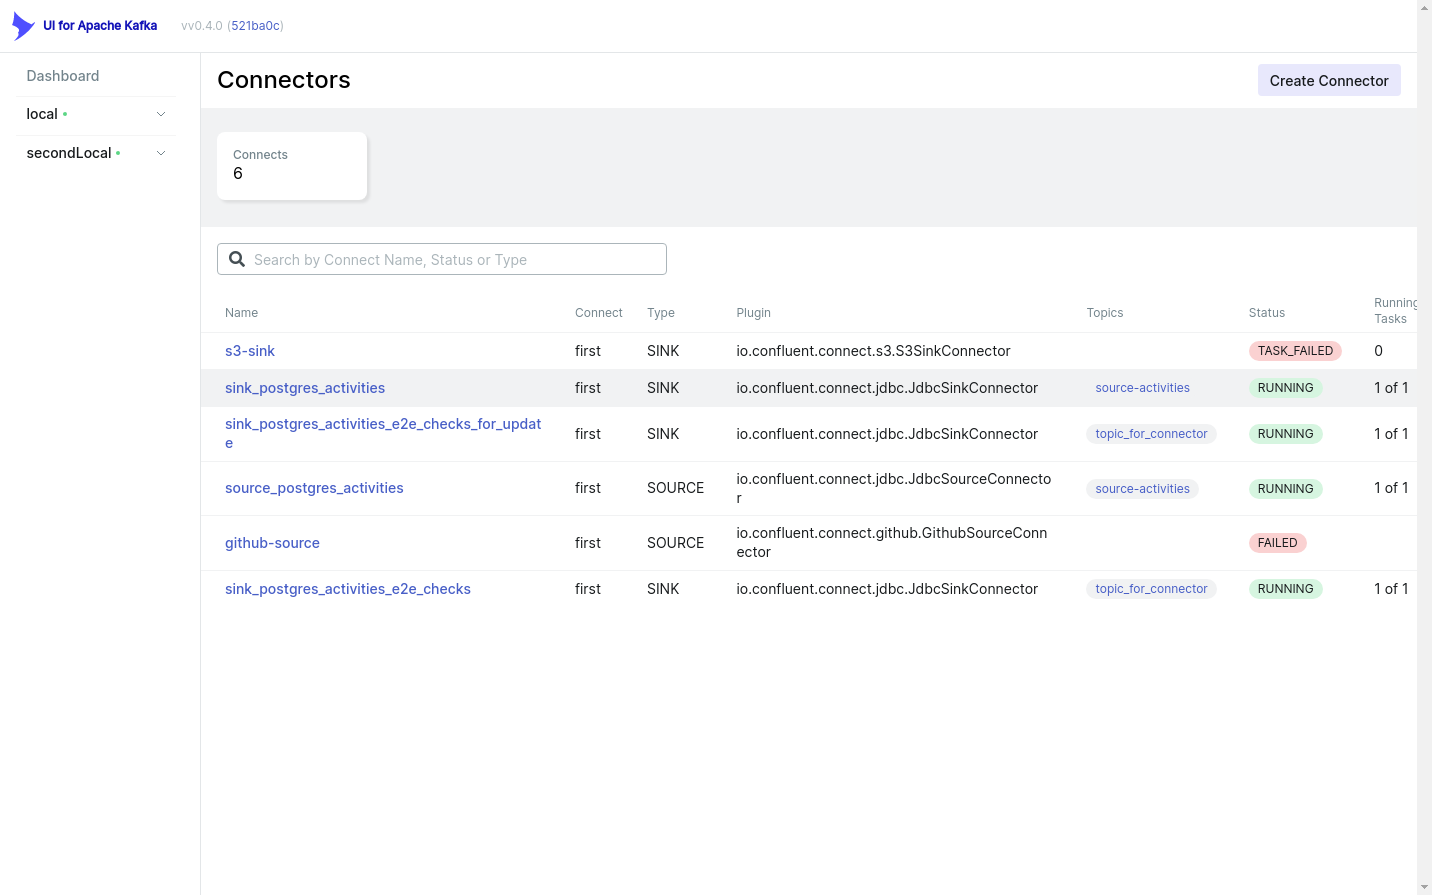 UI for Apache Kafka vv0.4.0 (521ba0c)
Dashboard
local
secondLocal
Connectors
Create Connector
Connects
6
Search by Connect Name, Status or Type
Name Connect Type Plugin Topics Status Running
Tasks
s3-sink first SINK io.confluent.connect.s3.S3SinkConnector TASK_FAILED 0
sink_postgres_activities first SINK io.confluent.connect.jdbc.JdbcSinkConnector source-activities RUNNING 1 of 1
sink_postgres_activities_e2e_checks_for_updat
e first SINK io.confluent.connect.jdbc.JdbcSinkConnector topic_for_connector RUNNING 1 of 1
source_postgres_activities first SOURCE io.confluent.connect.jdbc.JdbcSourceConnecto
r source-activities RUNNING 1 of 1
github-source first SOURCE io.confluent.connect.github.GithubSourceConn
ector FAILED
sink_postgres_activities_e2e_checks first SINK io.confluent.connect.jdbc.JdbcSinkConnector topic_for_connector RUNNING 1 of 1